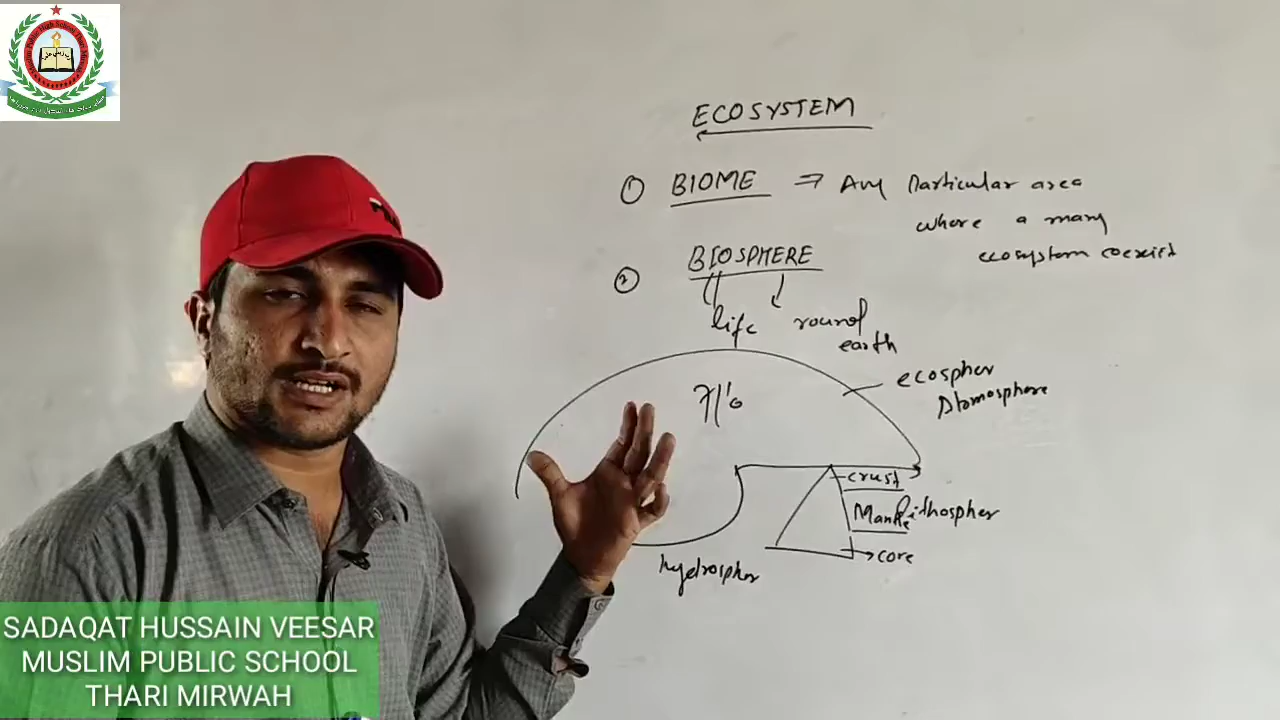 ECOSYSTEM
① BIOME ⇒ Any Particular area
where a many
ecosystem coexist
② BIOSPHERE
life round
earth
ecospher
Atomosphere
71%
crust
Mantle lithospher
core
hydrospher
SADAQAT HUSSAIN VEESAR
MUSLIM PUBLIC SCHOOL
THARI MIRWAH